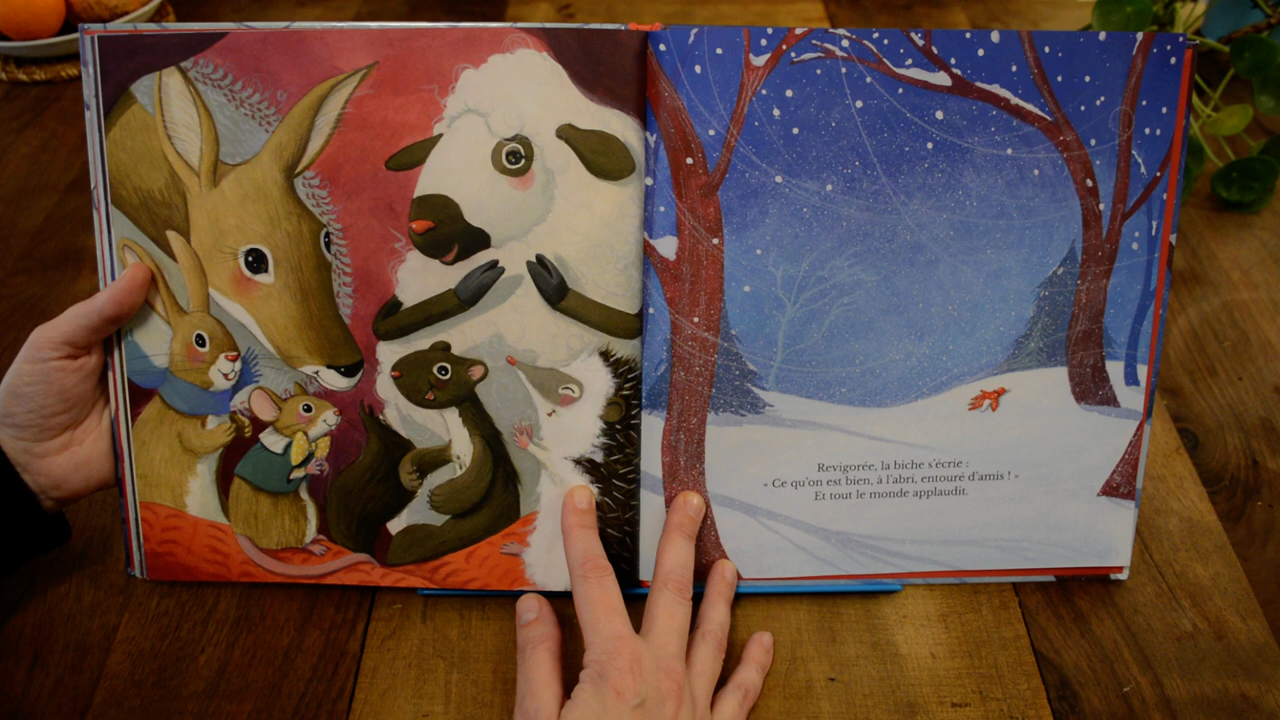 Revigorée, la biche s'écrie :
« Ce qu'on est bien, à l'abri, entouré d'amis ! »
Et tout le monde applaudit.